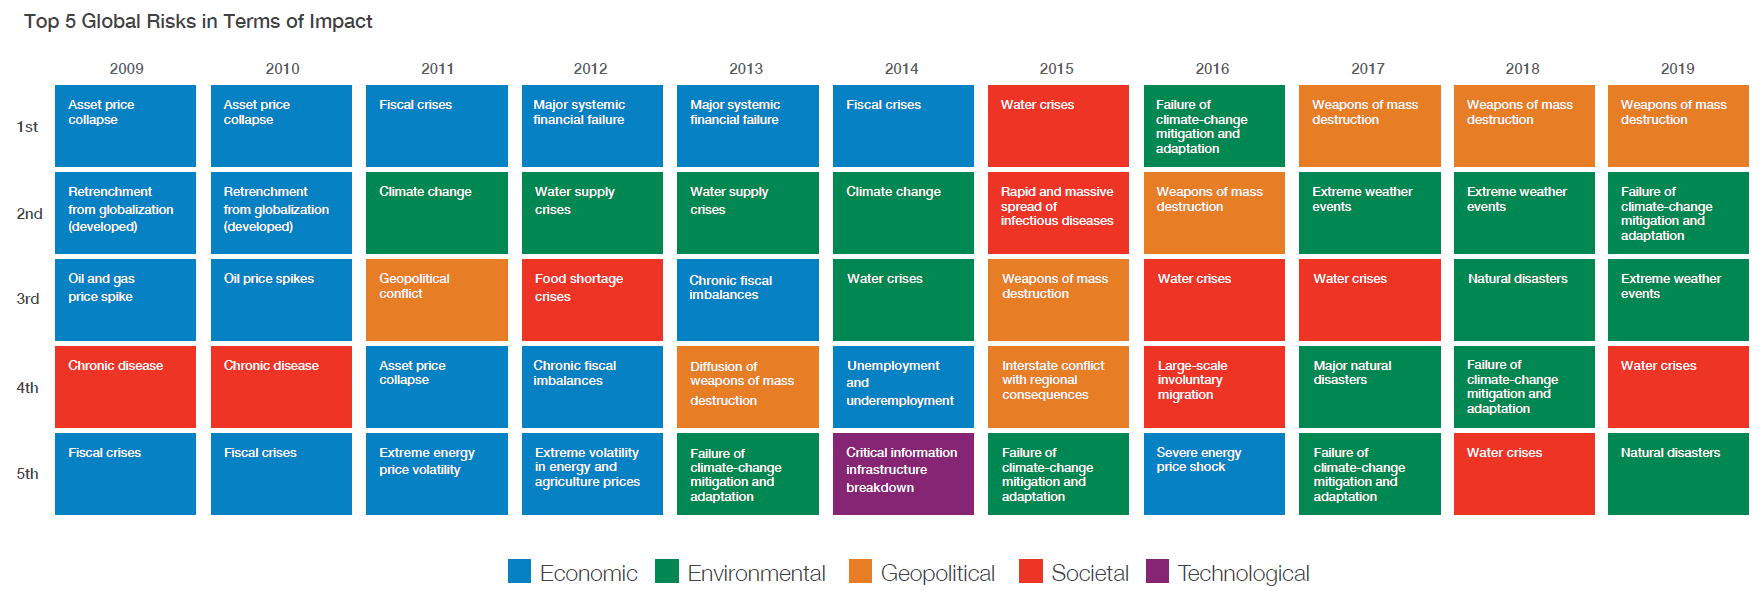 Top 5 Global Risks in Terms of Impact
2009 2010 2011 2012 2013 2014 2015 2016 2017 2018 2019
1st
Asset price
collapse
Asset price
collapse
Fiscal crises
Major systemic
financial failure
Major systemic
financial failure
Fiscal crises
Water crises
Failure of
climate-change
mitigation and
adaptation
Weapons of mass
destruction
Weapons of mass
destruction
Weapons of mass
destruction
2nd
Retrenchment
from globalization
(developed)
Retrenchment
from globalization
(developed)
Climate change
Water supply
crises
Water supply
crises
Climate change
Rapid and massive
spread of
infectious diseases
Weapons of mass
destruction
Extreme weather
events
Extreme weather
events
Failure of
climate-change
mitigation and
adaptation
3rd
Oil and gas
price spike
Oil price spikes
Geopolitical
conflict
Food shortage
crises
Chronic fiscal
imbalances
Water crises
Weapons of mass
destruction
Water crises
Water crises
Natural disasters
Extreme weather
events
4th
Chronic disease
Chronic disease
Asset price
collapse
Chronic fiscal
imbalances
Diffusion of
weapons of mass
destruction
Unemployment
and
underemployment
Interstate conflict
with regional
consequences
Large-scale
involuntary
migration
Major natural
disasters
Failure of
climate-change
mitigation and
adaptation
Water crises
5th
Fiscal crises
Fiscal crises
Extreme energy
price volatility
Extreme volatility
in energy and
agriculture prices
Failure of
climate-change
mitigation and
adaptation
Critical information
infrastructure
breakdown
Failure of
climate-change
mitigation and
adaptation
Severe energy
price shock
Failure of
climate-change
mitigation and
adaptation
Water crises
Natural disasters
Economic Environmental Geopolitical Societal Technological